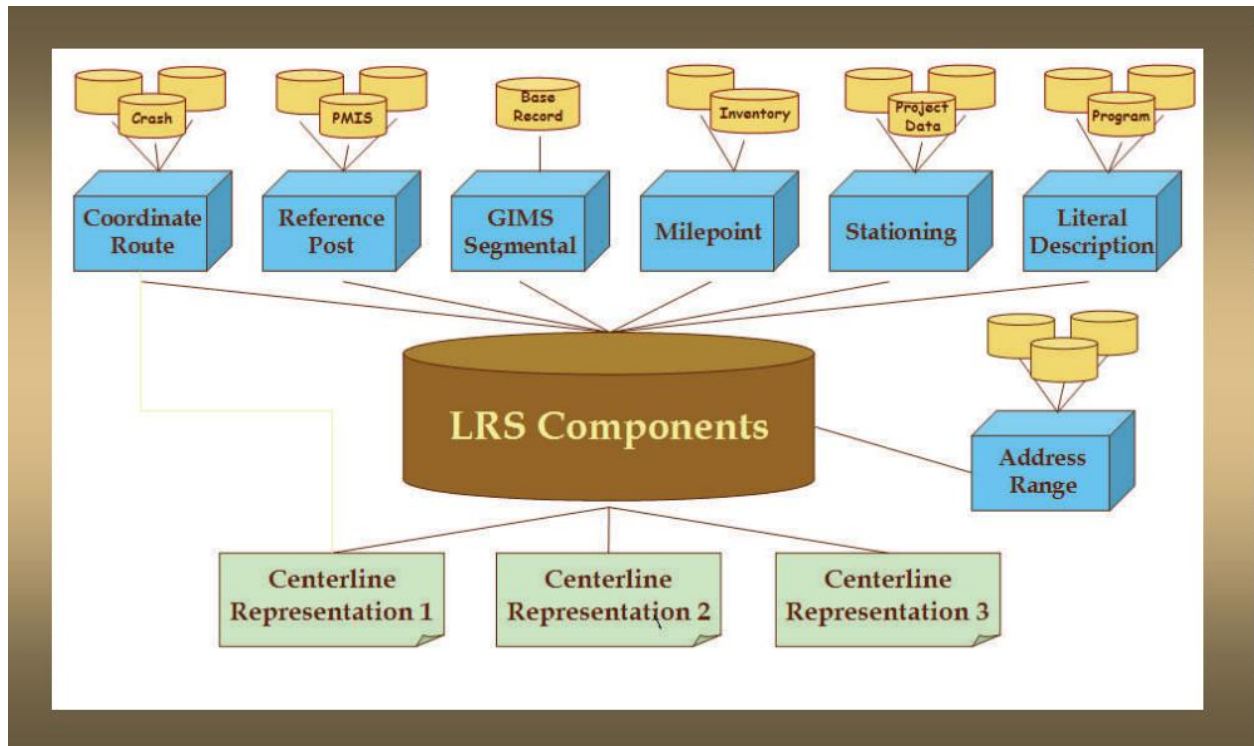 Crash
PMIS
Base
Record
Inventory
Project
Data
Program
Coordinate
Route
Reference
Post
GIMS
Segmental
Milepoint
Stationing
Literal
Description
LRS Components
Address
Range
Centerline
Representation 1
Centerline
Representation 2
Centerline
Representation 3